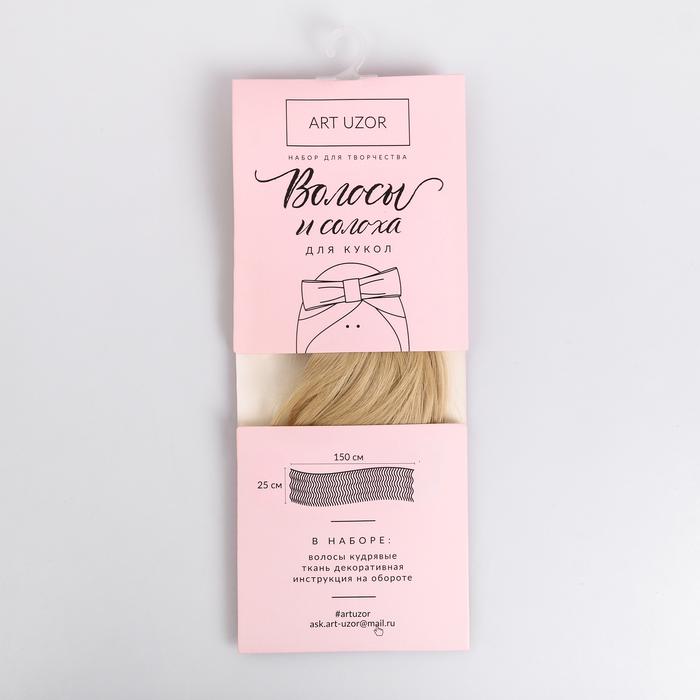 ART UZOR
НАБОР ДЛЯ ТВОРЧЕСТВА
Волосы
и солоха
ДЛЯ КУКОЛ
150 см
25 см
В НАБОРЕ:
волосы кудрявые
ткань декоративная
инструкция на обороте
#artuzor
ask.art-uzor@mail.ru